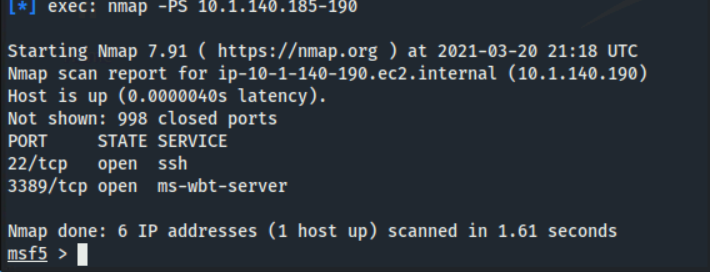 [*] exec: nmap -PS 10.1.140.185-190
Starting Nmap 7.91 ( https://nmap.org ) at 2021-03-20 21:18 UTC
Nmap scan report for ip-10-1-140-190.ec2.internal (10.1.140.190)
Host is up (0.0000040s latency).
Not shown: 998 closed ports
PORT     STATE SERVICE
22/tcp   open  ssh
3389/tcp open  ms-wbt-server
Nmap done: 6 IP addresses (1 host up) scanned in 1.61 seconds
msf5 >